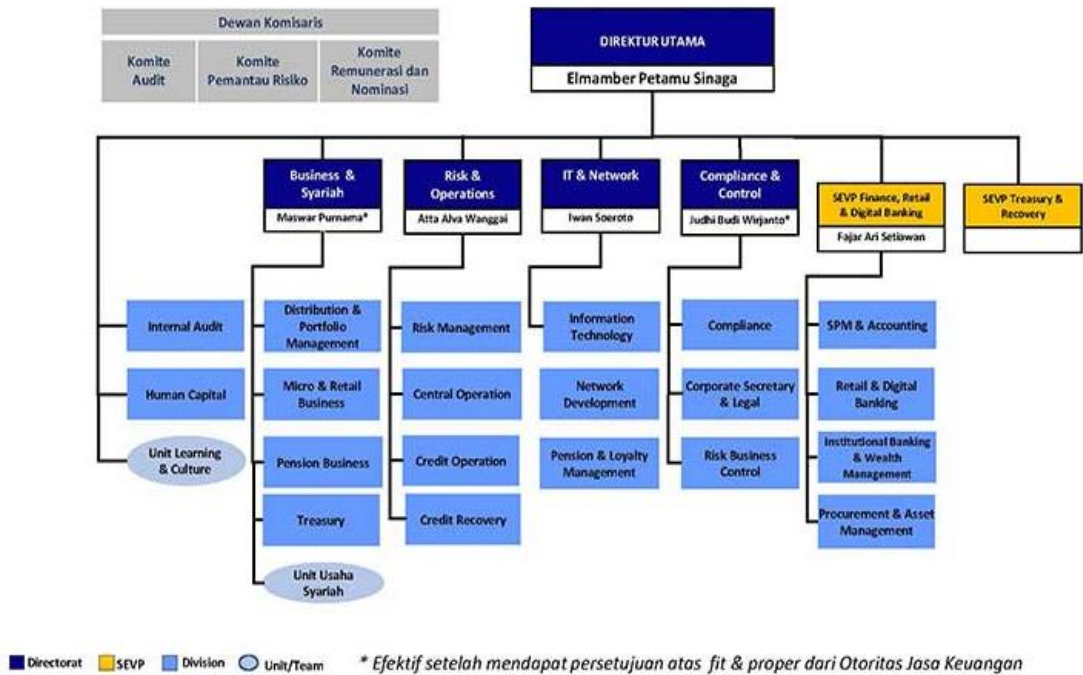 Dewan Komisaris
Komite
Audit
Komite
Pemantau Risiko
Komite
Remunerasi dan
Nominasi
DIREKTUR UTAMA
Elmamber Petamu Sinaga
Business &
Syariah
Maswar Purnama*
Risk &
Operations
Atta Alva Wanggai
IT & Network
Iwan Soeroto
Compliance &
Control
Judhi Budi Wirjanto*
SEVP Finance, Retail
& Digital Banking
Fajar Ari Setiawan
SEVP Treasury &
Recovery
Internal Audit
Human Capital
Unit Learning
& Culture
Distribution &
Portfolio
Management
Micro & Retail
Business
Pension Business
Treasury
Unit Usaha
Syariah
Risk Management
Central Operation
Credit Operation
Credit Recovery
Information
Technology
Network
Development
Pension & Loyalty
Management
Compliance
Corporate Secretary
& Legal
Risk Business
Control
SPM & Accounting
Retail & Digital
Banking
Institutional Banking
& Wealth
Management
Procurement & Asset
Management
Directorat
SEVP
Division
Unit/Team
* Efektif setelah mendapat persetujuan atas fit & proper dari Otoritas Jasa Keuangan